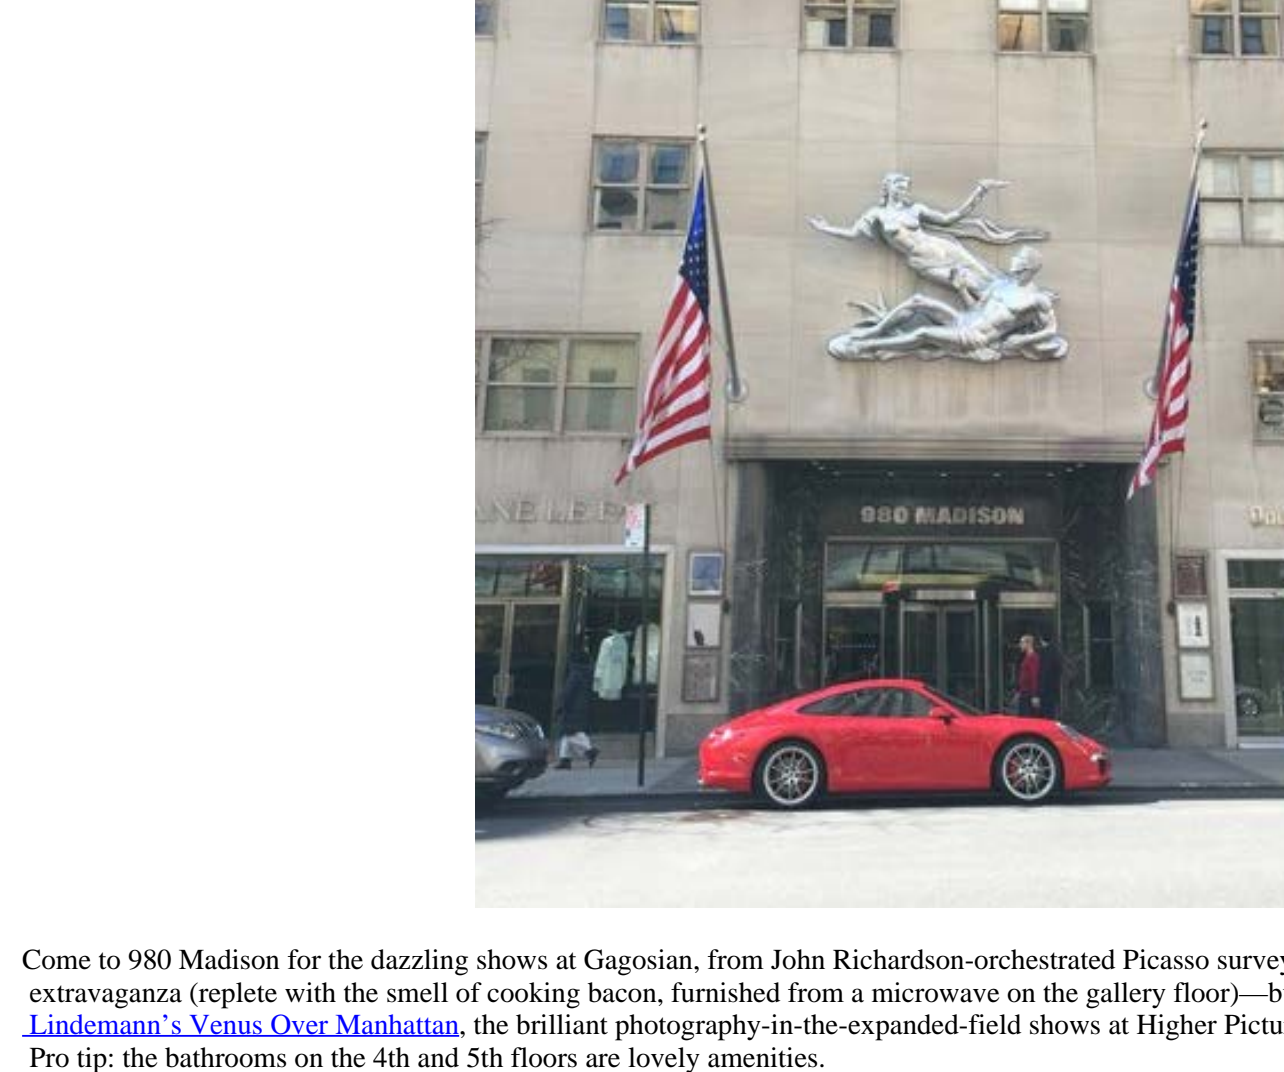 ANE LE F
980 MADISON
Come to 980 Madison for the dazzling shows at Gagosian, from John Richardson-orchestrated Picasso survey
extravaganza (replete with the smell of cooking bacon, furnished from a microwave on the gallery floor)—b
Lindemann’s Venus Over Manhattan, the brilliant photography-in-the-expanded-field shows at Higher Pictu
Pro tip: the bathrooms on the 4th and 5th floors are lovely amenities.